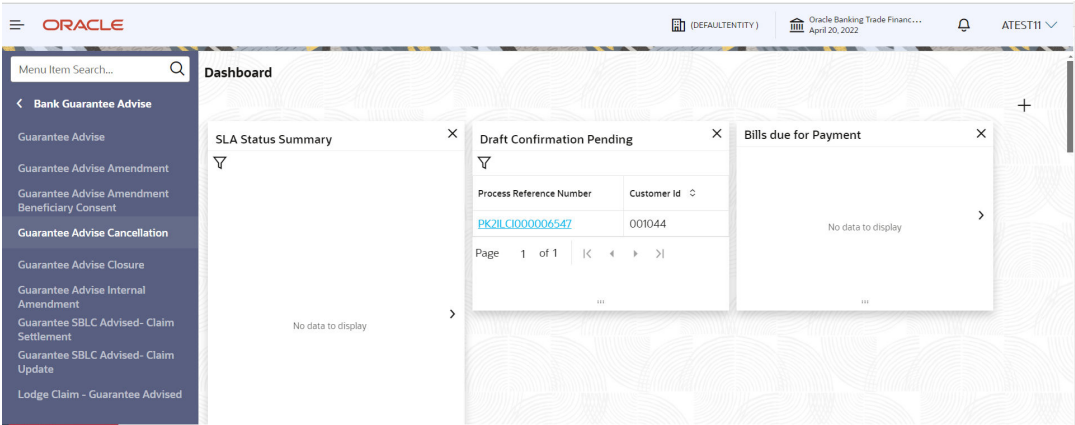 ORACLE
(DEFAULTENTITY )
Oracle Banking Trade Financ...
April 20, 2022
ATEST11
Menu Item Search...
Bank Guarantee Advise
Guarantee Advise
Guarantee Advise Amendment
Guarantee Advise Amendment
Beneficiary Consent
Guarantee Advise Cancellation
Guarantee Advise Closure
Guarantee Advise Internal
Amendment
Guarantee SBLC Advised- Claim
Settlement
Guarantee SBLC Advised- Claim
Update
Lodge Claim - Guarantee Advised
Dashboard
SLA Status Summary
No data to display
Draft Confirmation Pending
Process Reference Number Customer Id
PK2ILCI000006547 001044
Page 1 of 1
Bills due for Payment
No data to display